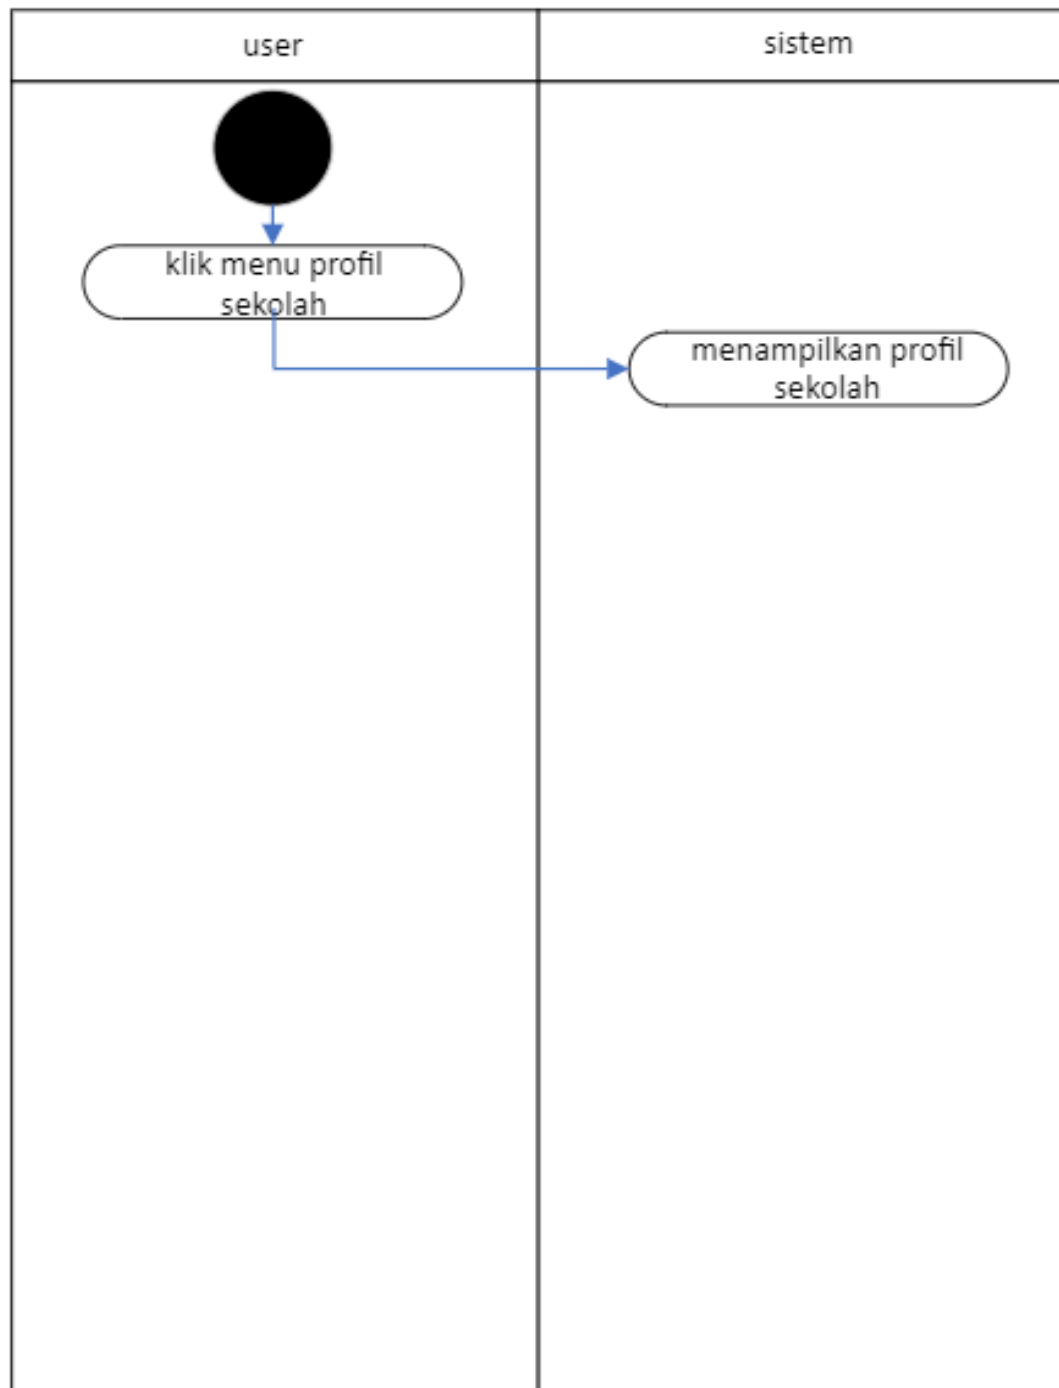 user
sistem
klik menu profil
sekolah
menampilkan profil
sekolah